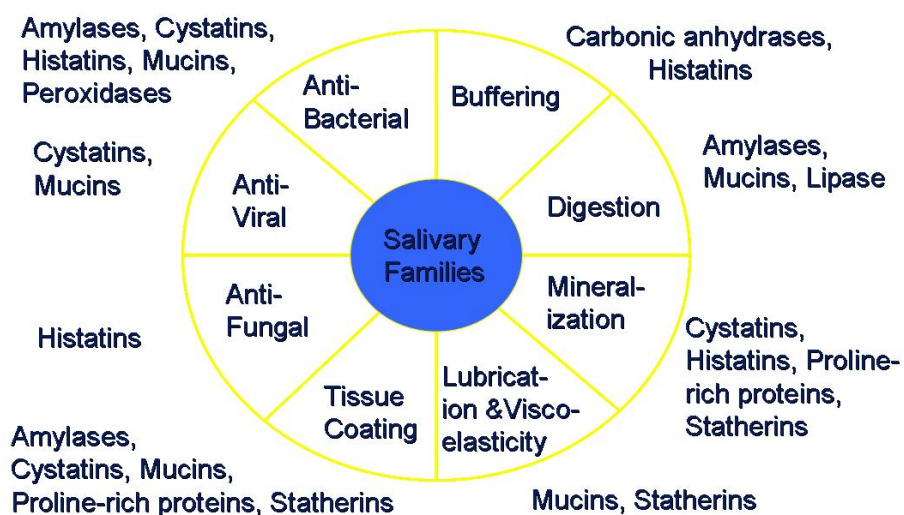 Amylases, Cystatins,
Histatins, Mucins,
Peroxidases
Carbonic anhydrases,
Histatins
Anti-
Bacterial
Buffering
Cystatins,
Mucins
Anti-
Viral
Amylases,
Mucins, Lipase
Digestion
Salivary
Families
Anti-
Fungal
Mineral-
ization
Histatins
Cystatins,
Histatins, Proline-
rich proteins,
Statherins
Tissue
Coating
Lubricat-
ion &Visco-
elasticity
Amylases,
Cystatins, Mucins,
Proline-rich proteins, Statherins
Mucins, Statherins